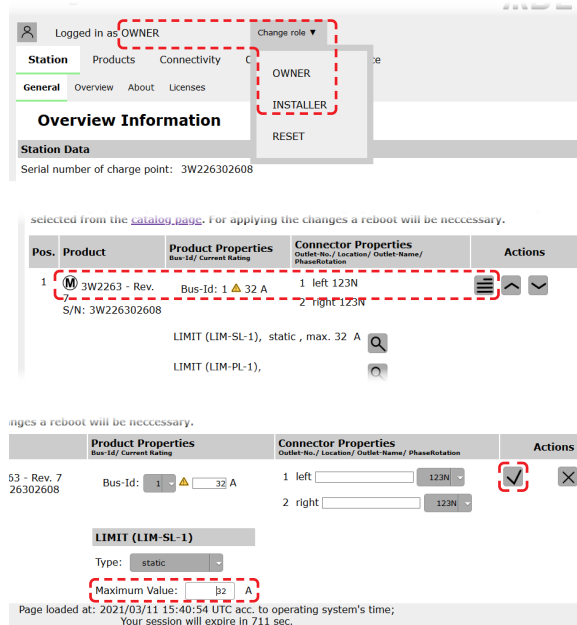 Logged in as OWNER
Change role ▼
Station Products Connectivity
OWNER
INSTALLER
RESET
General Overview About Licenses
Overview Information
Station Data
Serial number of charge point: 3W226302608
selected from the catalog page. For applying the changes a reboot will be neccessary.
Pos. Product Product Properties Connector Properties Actions
Bus-Id/ Current Rating Outlet-No./ Location/ Outlet-Name/
PhaseRotation
1 M 3W2263 - Rev. Bus-Id: 1 32 A 1 left 123N
7 2 right 123N
S/N: 3W226302608
LIMIT (LIM-SL-1), static , max. 32 A
LIMIT (LIM-PL-1),
nges a reboot will be neccessary.
Product Properties Connector Properties Actions
Bus-Id/ Current Rating Outlet-No./ Location/ Outlet-Name/ PhaseRotation
63 - Rev. 7 Bus-Id: 1 32 A 1 left 123N
26302608 2 right 123N
LIMIT (LIM-SL-1)
Type: static
Maximum Value: 32 A
Page loaded at: 2021/03/11 15:40:54 UTC acc. to operating system's time;
Your session will expire in 711 sec.